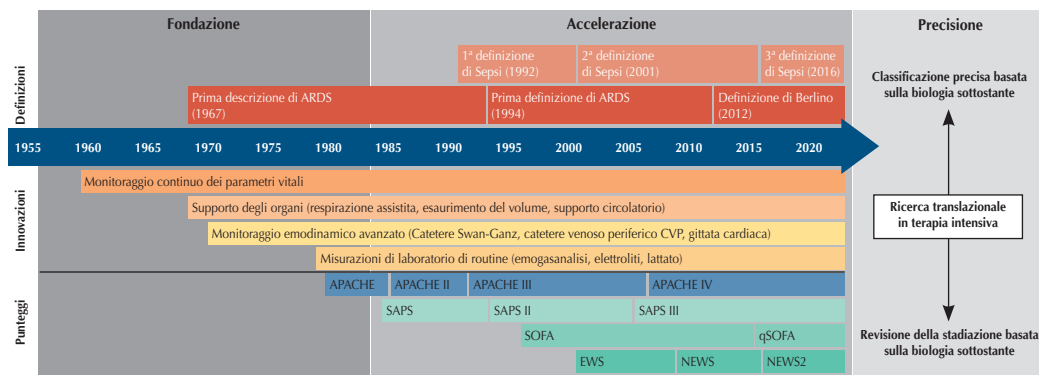 Fondazione
Accelerazione
Precisione
Definizioni
1ª definizione
di Sepsi (1992)
2ª definizione
di Sepsi (2001)
3ª definizione
di Sepsi (2016)
Prima descrizione di ARDS
(1967)
Prima definizione di ARDS
(1994)
Definizione di Berlino
(2012)
Classificazione precisa basata
sulla biologia sottostante
1955 1960 1965 1970 1975 1980 1985 1990 1995 2000 2005 2010 2015 2020
Innovazioni
Monitoraggio continuo dei parametri vitali
Supporto degli organi (respirazione assistita, esaurimento del volume, supporto circolatorio)
Monitoraggio emodinamico avanzato (Catetere Swan-Ganz, catetere venoso periferico CVP, gittata cardiaca)
Misurazioni di laboratorio di routine (emogasanalisi, elettroliti, lattato)
Ricerca translazionale
in terapia intensiva
Punteggi
APACHE APACHE II APACHE III APACHE IV
SAPS SAPS II SAPS III
SOFA qSOFA
EWS NEWS NEWS2
Revisione della stadiazione basata
sulla biologia sottostante